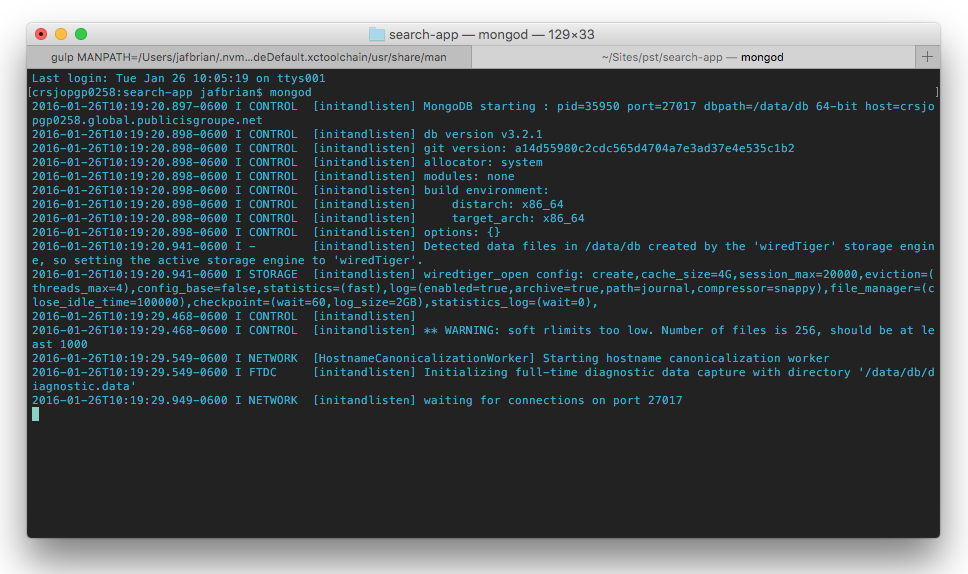 search-app — mongod — 129×33
gulp MANPATH=/Users/jafbrian/.nvm...deDefault.xctoolchain/usr/share/man
~/Sites/pst/search-app — mongod
+
Last login: Tue Jan 26 10:05:19 on ttys001
[crsjopgp0258:search-app jafbrian$ mongod ]
2016-01-26T10:19:20.897-0600 I CONTROL  [initandlisten] MongoDB starting : pid=35950 port=27017 dbpath=/data/db 64-bit host=crsjo
pgp0258.global.publicisgroupe.net
2016-01-26T10:19:20.898-0600 I CONTROL  [initandlisten] db version v3.2.1
2016-01-26T10:19:20.898-0600 I CONTROL  [initandlisten] git version: a14d55980c2cdc565d4704a7e3ad37e4e535c1b2
2016-01-26T10:19:20.898-0600 I CONTROL  [initandlisten] allocator: system
2016-01-26T10:19:20.898-0600 I CONTROL  [initandlisten] modules: none
2016-01-26T10:19:20.898-0600 I CONTROL  [initandlisten] build environment:
2016-01-26T10:19:20.898-0600 I CONTROL  [initandlisten]     distarch: x86_64
2016-01-26T10:19:20.898-0600 I CONTROL  [initandlisten]     target_arch: x86_64
2016-01-26T10:19:20.898-0600 I CONTROL  [initandlisten] options: {}
2016-01-26T10:19:20.941-0600 I -        [initandlisten] Detected data files in /data/db created by the 'wiredTiger' storage engin
e, so setting the active storage engine to 'wiredTiger'.
2016-01-26T10:19:20.941-0600 I STORAGE  [initandlisten] wiredtiger_open config: create,cache_size=4G,session_max=20000,eviction=(
threads_max=4),config_base=false,statistics=(fast),log=(enabled=true,archive=true,path=journal,compressor=snappy),file_manager=(c
lose_idle_time=100000),checkpoint=(wait=60,log_size=2GB),statistics_log=(wait=0),
2016-01-26T10:19:29.468-0600 I CONTROL  [initandlisten]
2016-01-26T10:19:29.468-0600 I CONTROL  [initandlisten] ** WARNING: soft rlimits too low. Number of files is 256, should be at le
ast 1000
2016-01-26T10:19:29.549-0600 I NETWORK  [HostnameCanonicalizationWorker] Starting hostname canonicalization worker
2016-01-26T10:19:29.549-0600 I FTDC     [initandlisten] Initializing full-time diagnostic data capture with directory '/data/db/d
iagnostic.data'
2016-01-26T10:19:29.949-0600 I NETWORK  [initandlisten] waiting for connections on port 27017